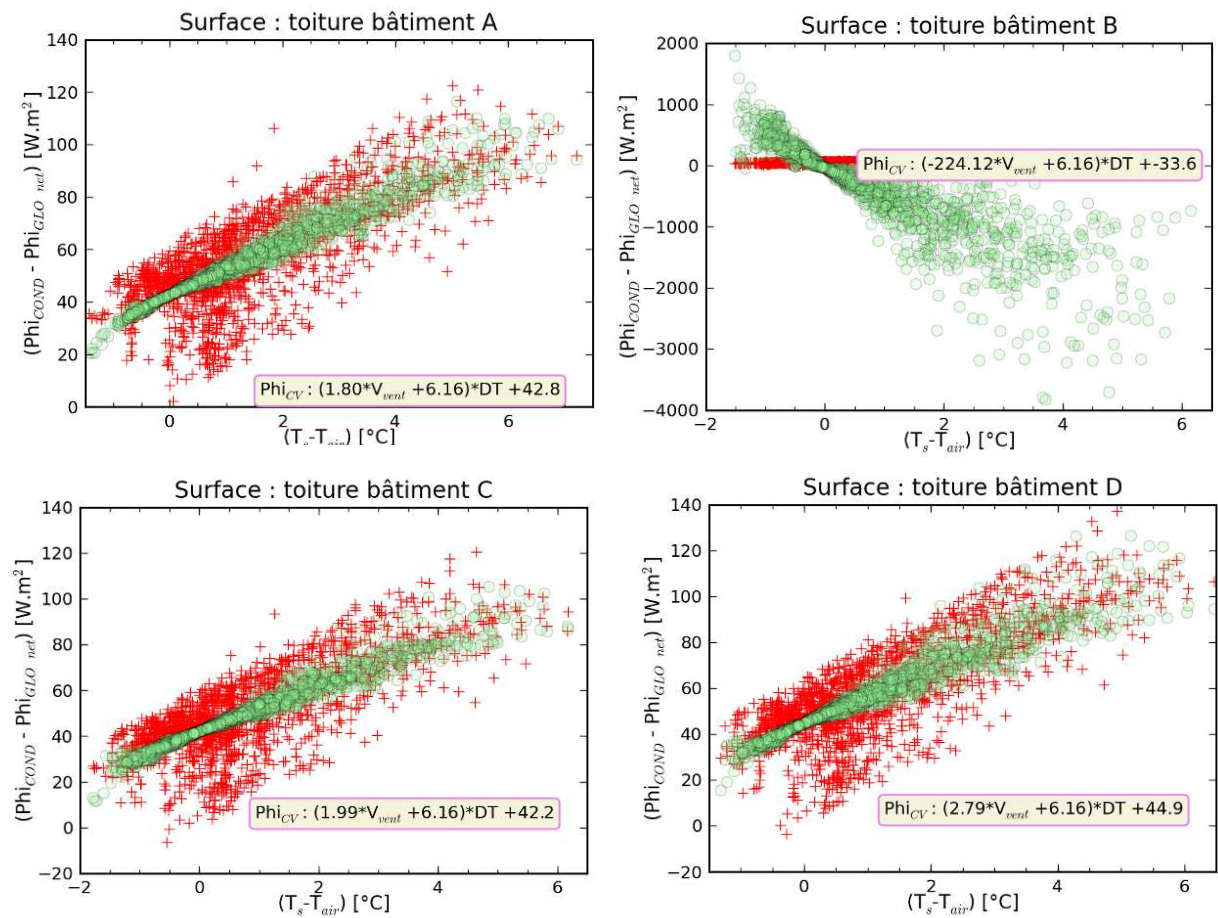 Surface : toiture bâtiment A
140
120
100
80
60
40
20
0
(Phi_COND - Phi_GLO net) [W.m²]
0 2 4 6
(T_s-T_air) [°C]
Phi_CV : (1.80*V_vent +6.16)*DT +42.8
Surface : toiture bâtiment B
2000
1000
0
−1000
−2000
−3000
−4000
(Phi_COND - Phi_GLO net) [W.m²]
−2 0 2 4 6
(T_s-T_air) [°C]
Phi_CV : (-224.12*V_vent +6.16)*DT +-33.6
Surface : toiture bâtiment C
140
120
100
80
60
40
20
0
−20
(Phi_COND - Phi_GLO net) [W.m²]
−2 0 2 4 6
(T_s-T_air) [°C]
Phi_CV : (1.99*V_vent +6.16)*DT +42.2
Surface : toiture bâtiment D
140
120
100
80
60
40
20
0
−20
(Phi_COND - Phi_GLO net) [W.m²]
0 2 4 6
(T_s-T_air) [°C]
Phi_CV : (2.79*V_vent +6.16)*DT +44.9